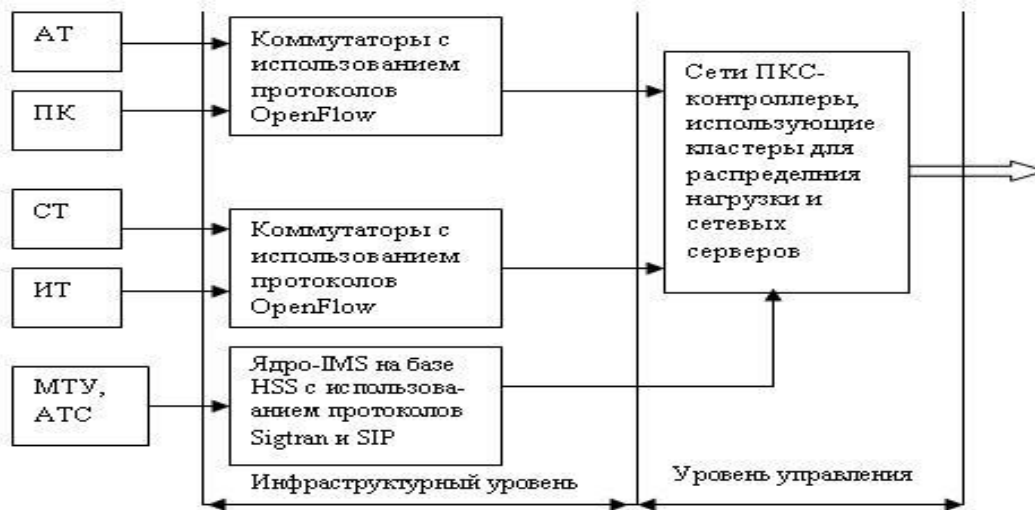 АТ
ПК
СТ
ИТ
МТУ,
АТС
Коммутаторы с
использованием
протоколов
OpenFlow
Коммутаторы с
использованием
протоколов
OpenFlow
Ядро-IMS на базе
HSS с использова-
анием протоколов
Sigtran и SIP
Сети ПКС-
контроллеры,
использующие
кластеры для
распределния
нагрузки и
сетевых
серверов
Инфраструктурный уровень
Уровень управления